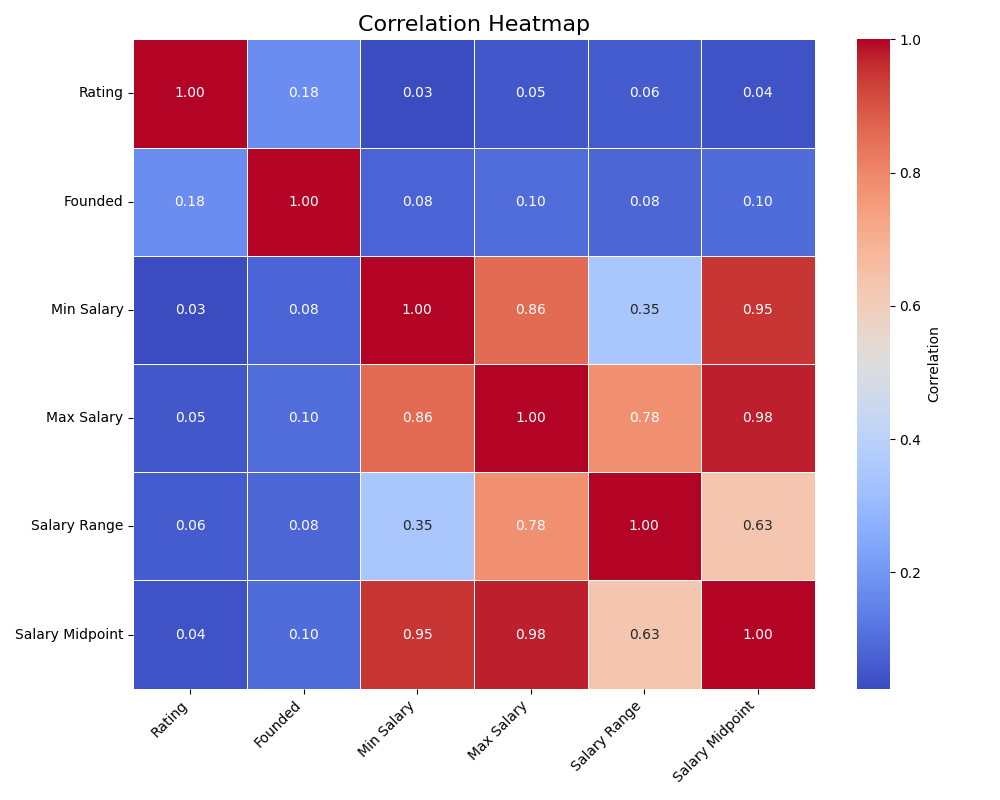 Correlation Heatmap
Rating 1.00 0.18 0.03 0.05 0.06 0.04
Founded 0.18 1.00 0.08 0.10 0.08 0.10
Min Salary 0.03 0.08 1.00 0.86 0.35 0.95
Max Salary 0.05 0.10 0.86 1.00 0.78 0.98
Salary Range 0.06 0.08 0.35 0.78 1.00 0.63
Salary Midpoint 0.04 0.10 0.95 0.98 0.63 1.00
Rating Founded Min Salary Max Salary Salary Range Salary Midpoint
1.0
0.8
0.6
0.4
0.2
Correlation